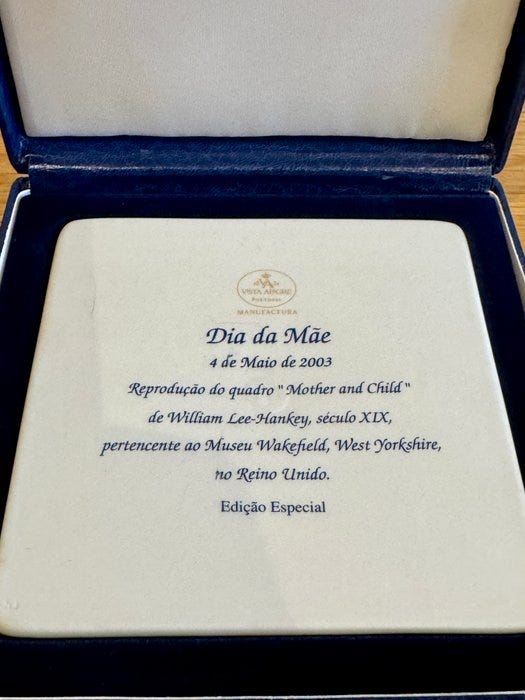 VISTA ALEGRE
PORTUGAL
MANUFACTURA
Dia da Mãe
4 de Maio de 2003
Reprodução do quadro "Mother and Child"
de William Lee-Hankey, século XIX,
pertencente ao Museu Wakefield, West Yorkshire,
no Reino Unido.
Edição Especial